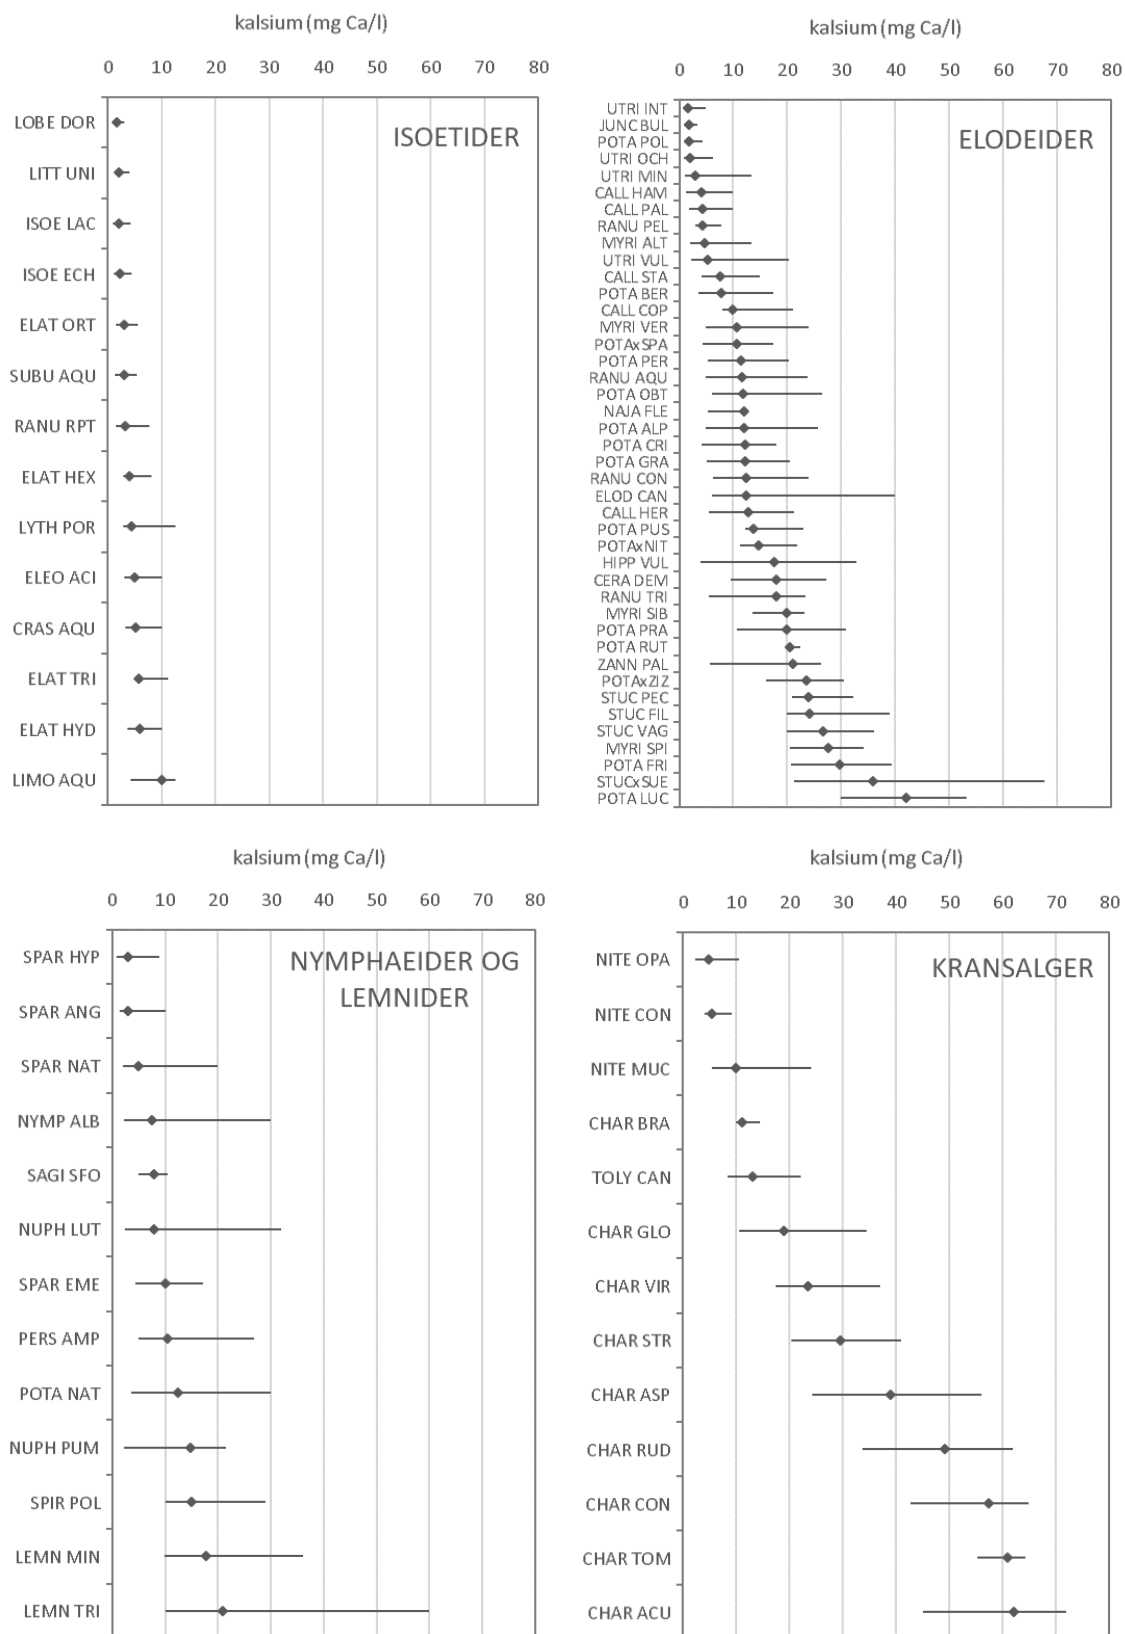 kalsium (mg Ca/l)
0 10 20 30 40 50 60 70 80
ISOETIDER
LOBE DOR
LITT UNI
ISOE LAC
ISOE ECH
ELAT ORT
SUBU AQU
RANU RPT
ELAT HEX
LYTH POR
ELEO ACI
CRAS AQU
ELAT TRI
ELAT HYD
LIMO AQU
kalsium (mg Ca/l)
0 10 20 30 40 50 60 70 80
ELODEIDER
UTRI INT
JUNC BUL
POTA POL
UTRI OCH
UTRI MIN
CALL HAM
CALL PAL
RANU PEL
MYRI ALT
UTRI VUL
CALL STA
POTA BER
CALL COP
MYRI VER
POTAxSPA
POTA PER
RANU AQU
POTA OBT
NAJA FLE
POTA ALP
POTA CRI
POTA GRA
RANU CON
ELOD CAN
CALL HER
POTA PUS
POTAxNIT
HIPP VUL
CERA DEM
RANU TRI
MYRI SIB
POTA PRA
POTA RUT
ZANN PAL
POTAxZIZ
STUC PEC
STUC FIL
STUC VAG
MYRI SPI
POTA FRI
STUCxSUE
POTA LUC
kalsium (mg Ca/l)
0 10 20 30 40 50 60 70 80
NYMPHAEIDER OG
LEMNIDER
SPAR HYP
SPAR ANG
SPAR NAT
NYMP ALB
SAGI SFO
NUPH LUT
SPAR EME
PERS AMP
POTA NAT
NUPH PUM
SPIR POL
LEMN MIN
LEMN TRI
kalsium (mg Ca/l)
0 10 20 30 40 50 60 70 80
KRANSALGER
NITE OPA
NITE CON
NITE MUC
CHAR BRA
TOLY CAN
CHAR GLO
CHAR VIR
CHAR STR
CHAR ASP
CHAR RUD
CHAR CON
CHAR TOM
CHAR ACU